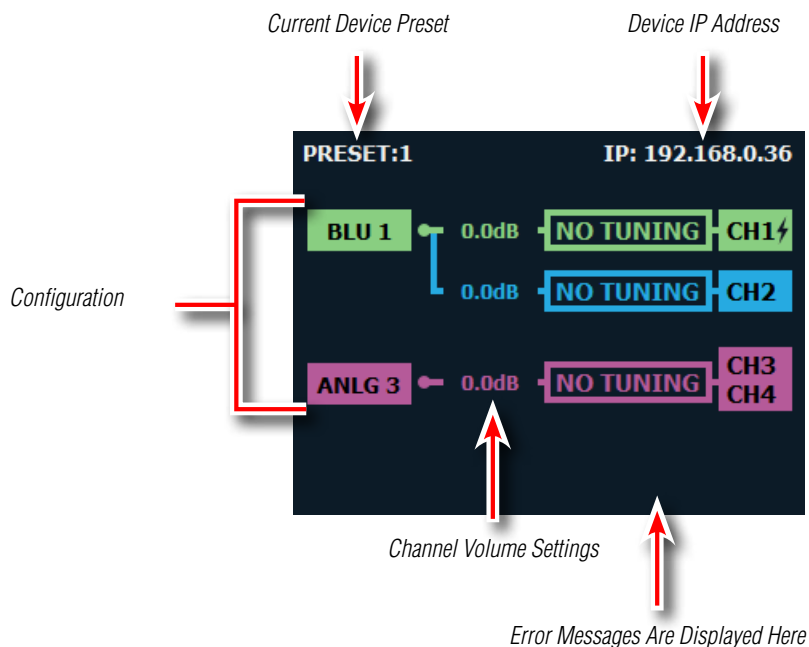 Current Device Preset
Device IP Address
PRESET:1
IP: 192.168.0.36
BLU 1
0.0dB
NO TUNING
CH1
0.0dB
NO TUNING
CH2
Configuration
ANLG 3
0.0dB
NO TUNING
CH3
CH4
Channel Volume Settings
Error Messages Are Displayed Here